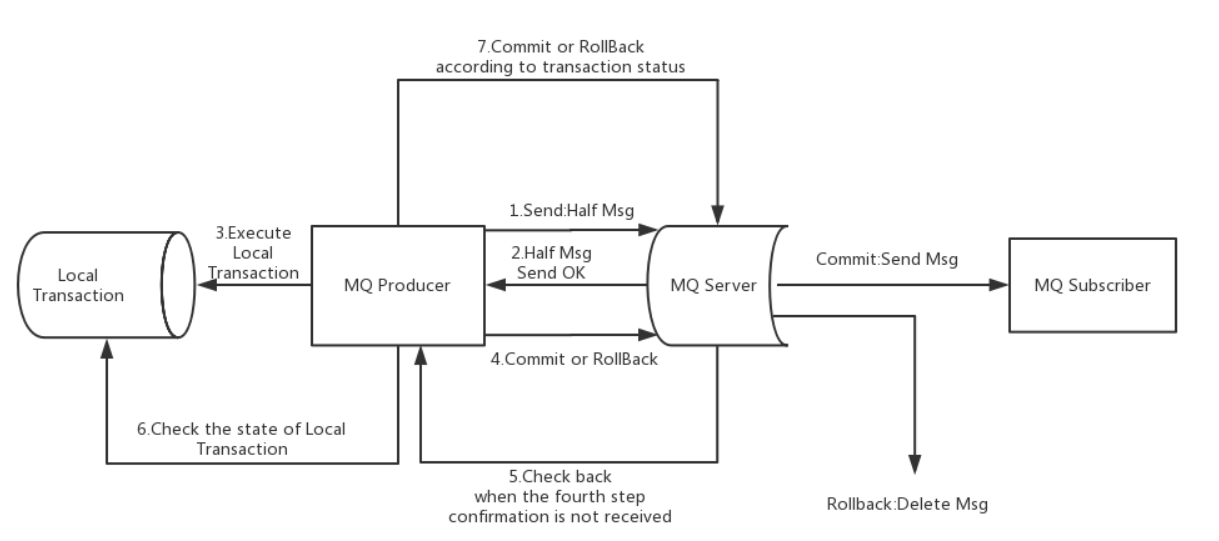 7.Commit or RollBack
according to transaction status
1.Send:Half Msg
3.Execute
Local
Transaction
2.Half Msg
Send OK
Commit:Send Msg
Local
Transaction
MQ Producer
MQ Server
MQ Subscriber
4.Commit or RollBack
6.Check the state of Local
Transaction
5.Check back
when the fourth step
confirmation is not received
Rollback:Delete Msg